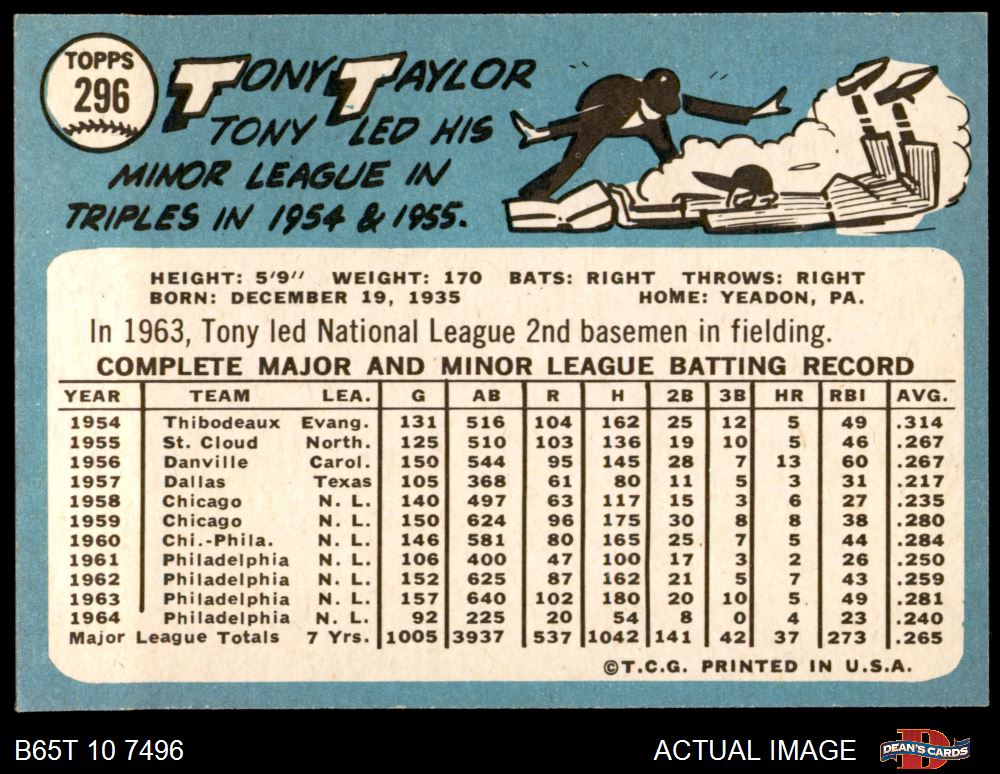 TOPPS
296
TONY TAYLOR
TONY LED HIS
MINOR LEAGUE IN
TRIPLES IN 1954 & 1955.
HEIGHT: 5'9" WEIGHT: 170 BATS: RIGHT THROWS: RIGHT
BORN: DECEMBER 19, 1935 HOME: YEADON, PA.
In 1963, Tony led National League 2nd basemen in fielding.
COMPLETE MAJOR AND MINOR LEAGUE BATTING RECORD
YEAR TEAM LEA. G AB R H 2B 3B HR RBI AVG.
1954 Thibodeaux Evang. 131 516 104 162 25 12 5 49 .314
1955 St. Cloud North. 125 510 103 136 19 10 5 46 .267
1956 Danville Carol. 150 544 95 145 28 7 13 60 .267
1957 Dallas Texas 105 368 61 80 11 5 3 31 .217
1958 Chicago N. L. 140 497 63 117 15 3 6 27 .235
1959 Chicago N. L. 150 624 96 175 30 8 8 38 .280
1960 Chi.-Phila. N. L. 146 581 80 165 25 7 5 44 .284
1961 Philadelphia N. L. 106 400 47 100 17 3 2 26 .250
1962 Philadelphia N. L. 152 625 87 162 21 5 7 43 .259
1963 Philadelphia N. L. 157 640 102 180 20 10 5 49 .281
1964 Philadelphia N. L. 92 225 20 54 8 0 4 23 .240
Major League Totals 7 Yrs. 1005 3937 537 1042 141 42 37 273 .265
©T.C.G. PRINTED IN U.S.A.
B65T 10 7496 ACTUAL IMAGE DEAN'S CARDS